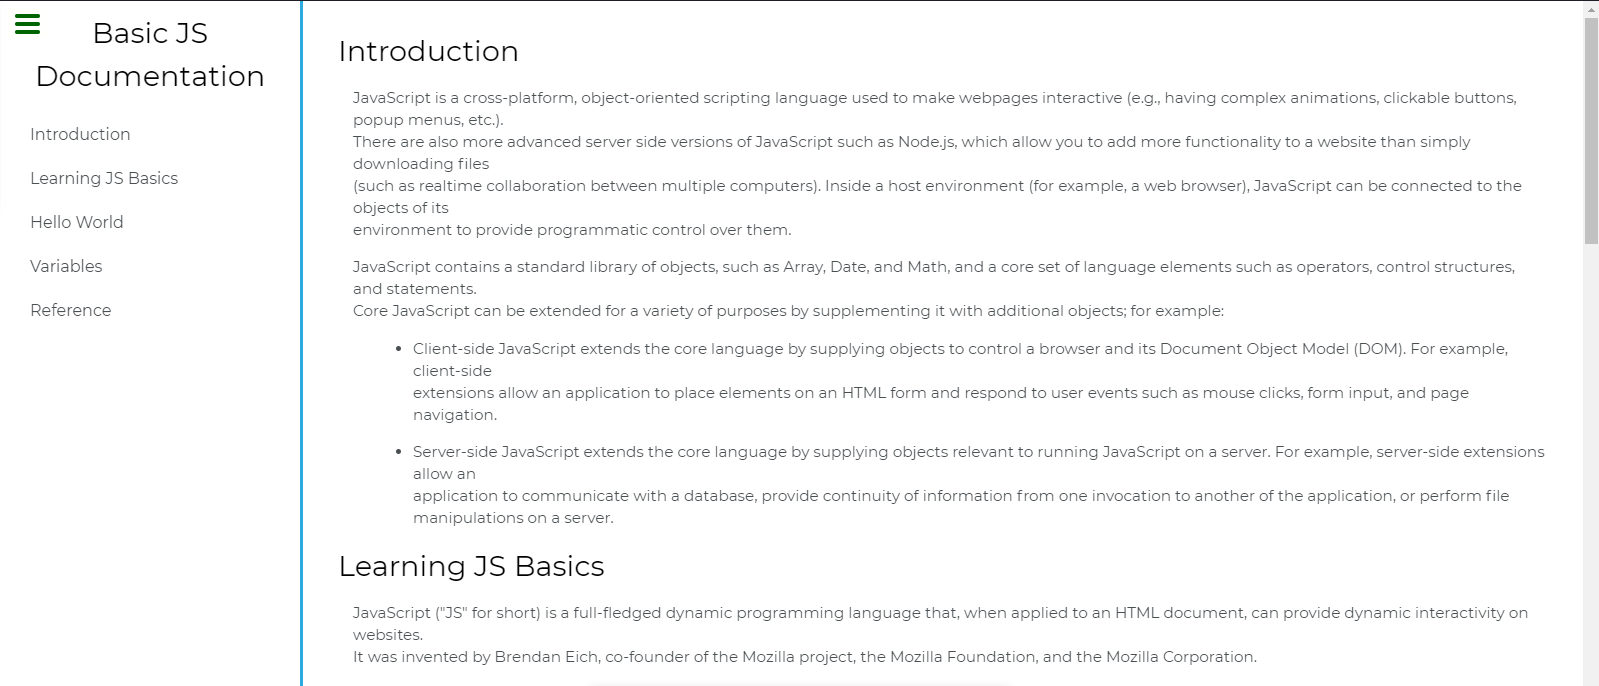 Basic JS
Documentation
Introduction
Learning JS Basics
Hello World
Variables
Reference
Introduction
JavaScript is a cross-platform, object-oriented scripting language used to make webpages interactive (e.g., having complex animations, clickable buttons,
popup menus, etc.).
There are also more advanced server side versions of JavaScript such as Node.js, which allow you to add more functionality to a website than simply
downloading files
(such as realtime collaboration between multiple computers). Inside a host environment (for example, a web browser), JavaScript can be connected to the
objects of its
environment to provide programmatic control over them.
JavaScript contains a standard library of objects, such as Array, Date, and Math, and a core set of language elements such as operators, control structures,
and statements.
Core JavaScript can be extended for a variety of purposes by supplementing it with additional objects; for example:
• Client-side JavaScript extends the core language by supplying objects to control a browser and its Document Object Model (DOM). For example,
client-side
extensions allow an application to place elements on an HTML form and respond to user events such as mouse clicks, form input, and page
navigation.
• Server-side JavaScript extends the core language by supplying objects relevant to running JavaScript on a server. For example, server-side extensions
allow an
application to communicate with a database, provide continuity of information from one invocation to another of the application, or perform file
manipulations on a server.
Learning JS Basics
JavaScript ("JS" for short) is a full-fledged dynamic programming language that, when applied to an HTML document, can provide dynamic interactivity on
websites.
It was invented by Brendan Eich, co-founder of the Mozilla project, the Mozilla Foundation, and the Mozilla Corporation.